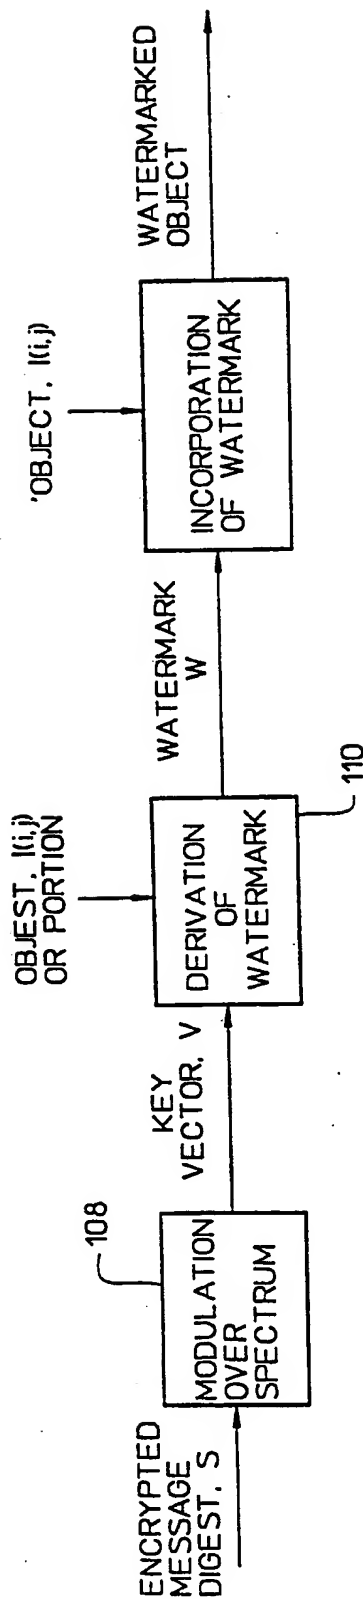 ENCRYPTED
MESSAGE
DIGEST, S
MODULATION
OVER
SPECTRUM
108
KEY
VECTOR, V
OBJEST, I(i,j)
OR PORTION
DERIVATION
OF
WATERMARK
110
WATERMARK
W
'OBJECT, I(i,j)
INCORPORATION
OF WATERMARK
WATERMARKED
OBJECT